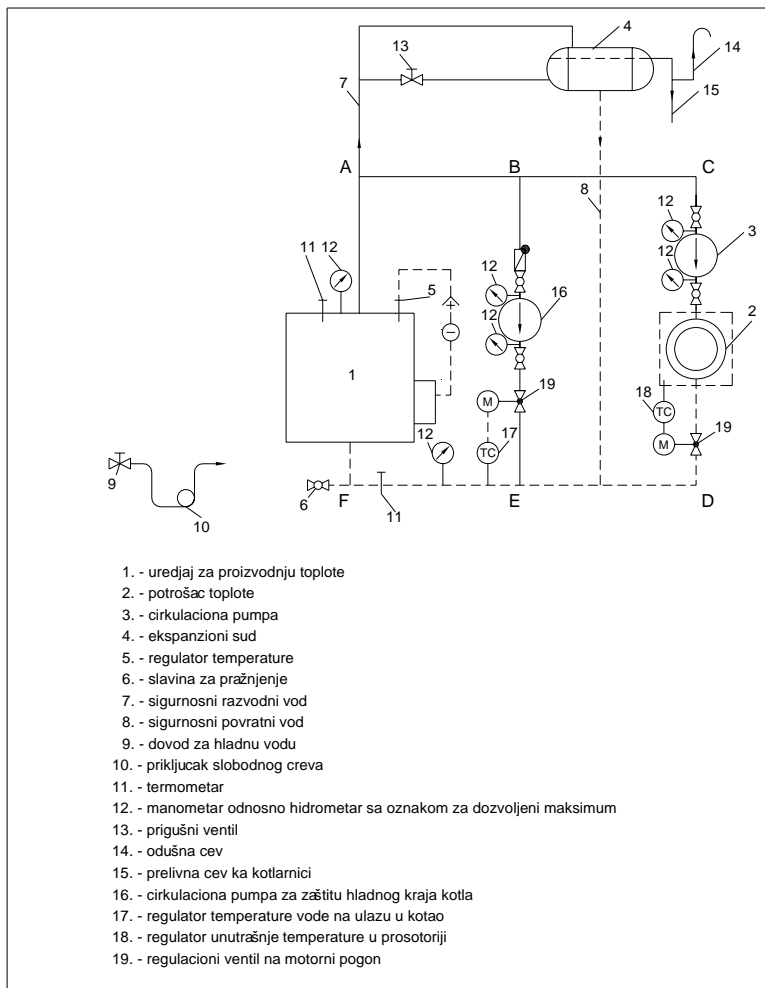 4
13
14
7
15
A
B
C
12
8
3
11
12
12
5
12
16
12
2
1
18
TC
19
M
19
M
12
17
TC
9
6
F
E
D
10
11
1. - uredjaj za proizvodnju toplote
2. - potrošac toplote
3. - cirkulaciona pumpa
4. - ekspanzioni sud
5. - regulator temperature
6. - slavina za pražnjenje
7. - sigurnosni razvodni vod
8. - sigurnosni povratni vod
9. - dovod za hladnu vodu
10. - prikljucak slobodnog creva
11. - termometar
12. - manometar odnosno hidrometar sa oznakom za dozvoljeni maksimum
13. - prigušni ventil
14. - odušna cev
15. - prelivna cev ka kotlarnici
16. - cirkulaciona pumpa za zaštitu hladnog kraja kotla
17. - regulator temperature vode na ulazu u kotao
18. - regulator unutrašnje temperature u prosotoriji
19. - regulacioni ventil na motorni pogon